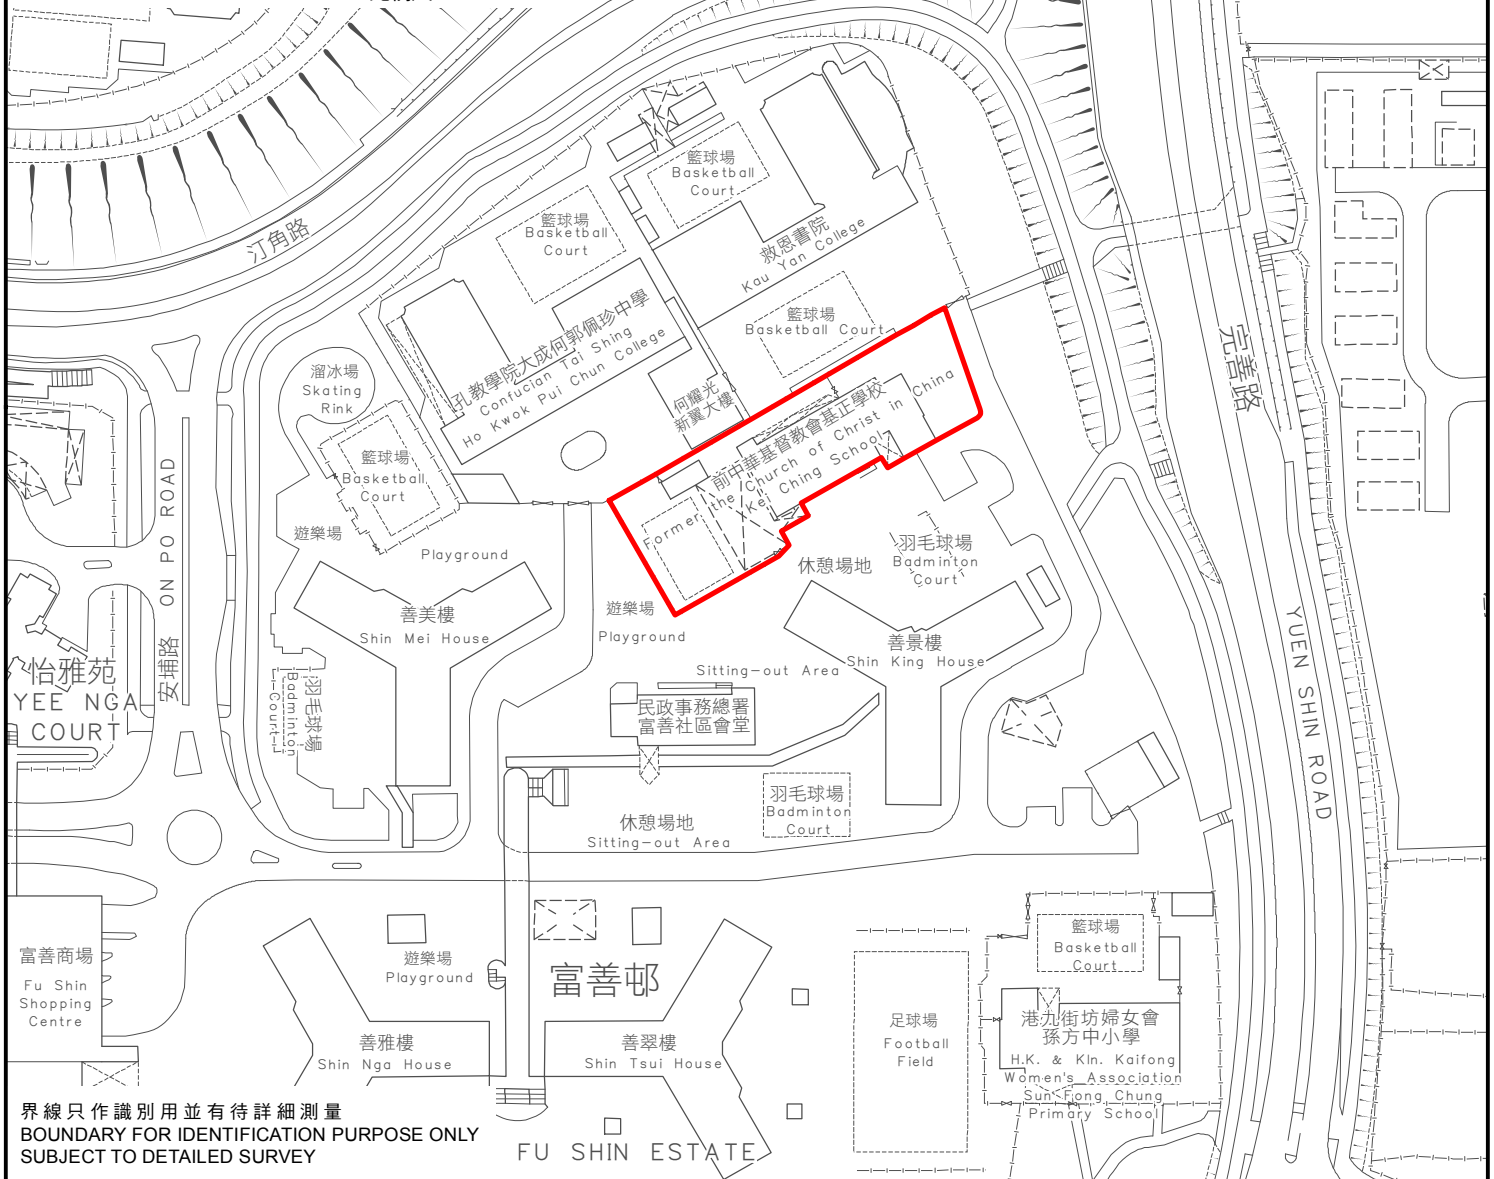 籃球場
Basketball
Court
籃球場
Basketball
Court
汀角路
救恩書院
Kau Yan College
籃球場
Basketball Court
孔教學院大成何郭佩珍中學
Confucian Tai Shing
Ho Kwok Pui Chun College
完善路
溜冰場
Skating
Rink
何耀光
新翼大樓
前中華基督教會基正學校
Former the Church of Christ in China
Kei Ching School
籃球場
Basketball
Court
遊樂場
Playground
羽毛球場
Badminton
Court
休憩場地
安埔路 ON PO ROAD
善美樓
Shin Mei House
遊樂場
Playground
善景樓
Shin King House
Sitting-out Area
怡雅苑
YEE NGA
COURT
羽毛球場
Badminton
Court
民政事務總署
富善社區會堂
YUEN SHIN ROAD
羽毛球場
Badminton
Court
休憩場地
Sitting-out Area
富善商場
Fu Shin
Shopping
Centre
遊樂場
Playground
富善邨
籃球場
Basketball
Court
善雅樓
Shin Nga House
善翠樓
Shin Tsui House
足球場
Football
Field
港九街坊婦女會
孫方中小學
H.K. & Kln. Kaifong
Women's Association
Sun Fong Chung
Primary School
界線只作識別用並有待詳細測量
BOUNDARY FOR IDENTIFICATION PURPOSE ONLY
SUBJECT TO DETAILED SURVEY
FU SHIN ESTATE